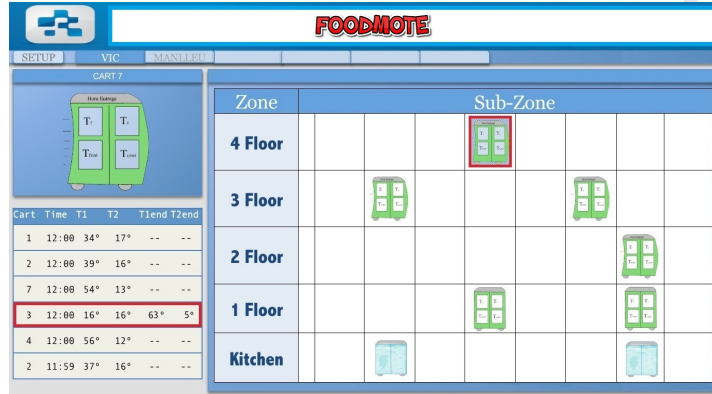 FOODMOTE
SETUP VIC MANLLEU
CART 7
Zone Sub-Zone
4 Floor
3 Floor
2 Floor
1 Floor
Kitchen
Cart Time T1 T2 T1end T2end
1 12:00 34° 17° -- --
2 12:00 39° 16° -- --
7 12:00 54° 13° -- --
3 12:00 16° 16° 63° 5°
4 12:00 56° 12° -- --
2 11:59 37° 16° -- --